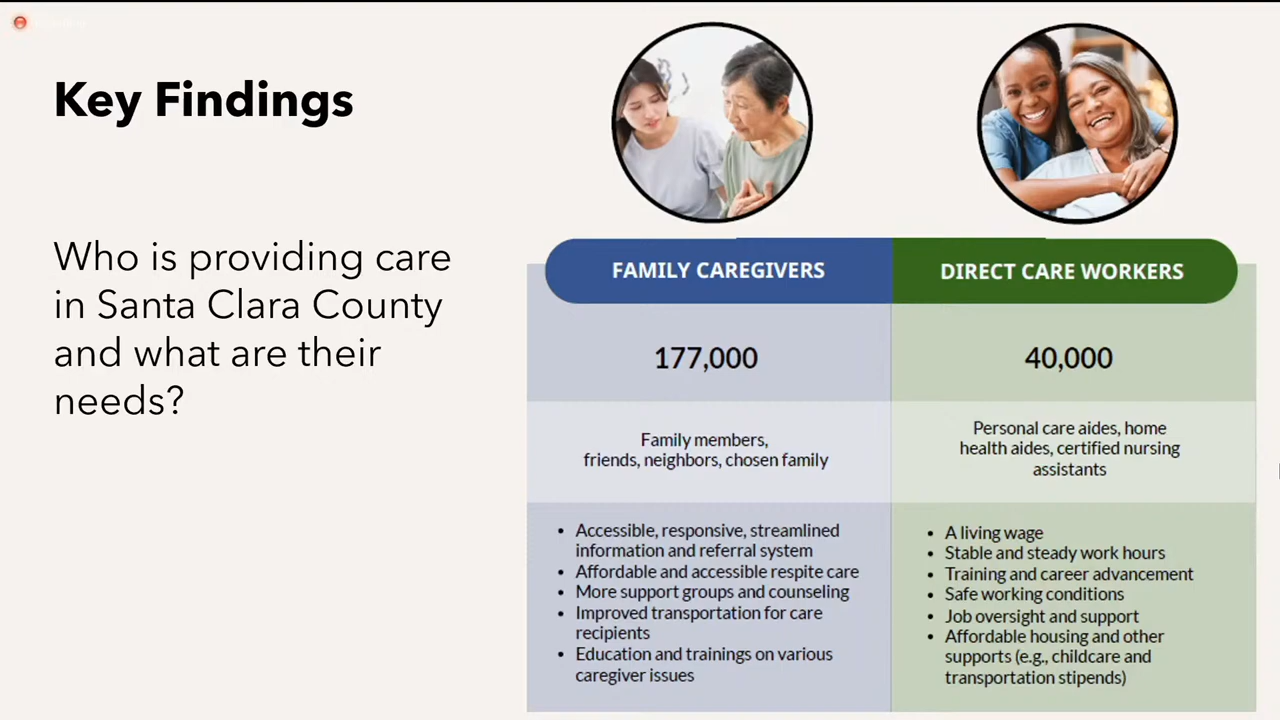 Key Findings
Who is providing care
in Santa Clara County
and what are their
needs?
FAMILY CAREGIVERS
177,000
Family members,
friends, neighbors, chosen family
• Accessible, responsive, streamlined
information and referral system
• Affordable and accessible respite care
• More support groups and counseling
• Improved transportation for care
recipients
• Education and trainings on various
caregiver issues
DIRECT CARE WORKERS
40,000
Personal care aides, home
health aides, certified nursing
assistants
• A living wage
• Stable and steady work hours
• Training and career advancement
• Safe working conditions
• Job oversight and support
• Affordable housing and other
supports (e.g., childcare and
transportation stipends)